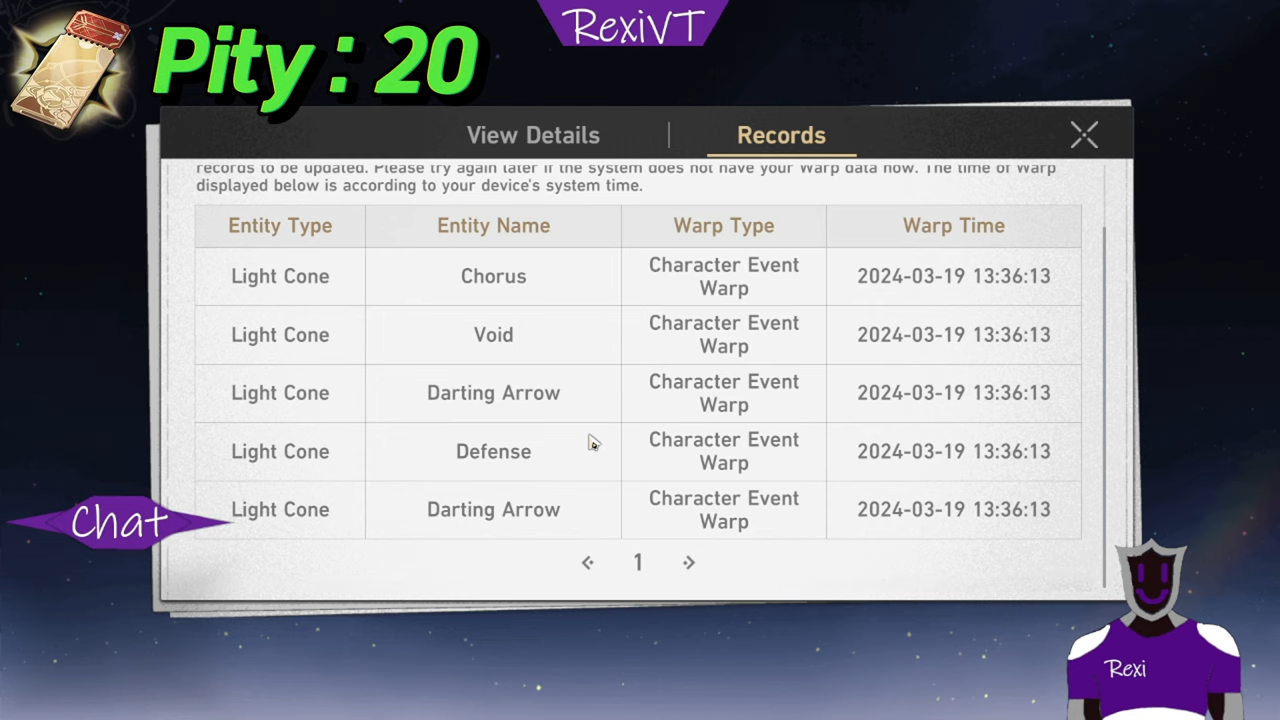 RexiVT
Pity : 20
View Details
Records
records to be updated. Please try again later if the system does not have your Warp data now. The time of Warp
displayed below is according to your device's system time.
Entity Type Entity Name Warp Type Warp Time
Light Cone Chorus Character Event Warp 2024-03-19 13:36:13
Light Cone Void Character Event Warp 2024-03-19 13:36:13
Light Cone Darting Arrow Character Event Warp 2024-03-19 13:36:13
Light Cone Defense Character Event Warp 2024-03-19 13:36:13
Light Cone Darting Arrow Character Event Warp 2024-03-19 13:36:13
Chat
1
Rexi